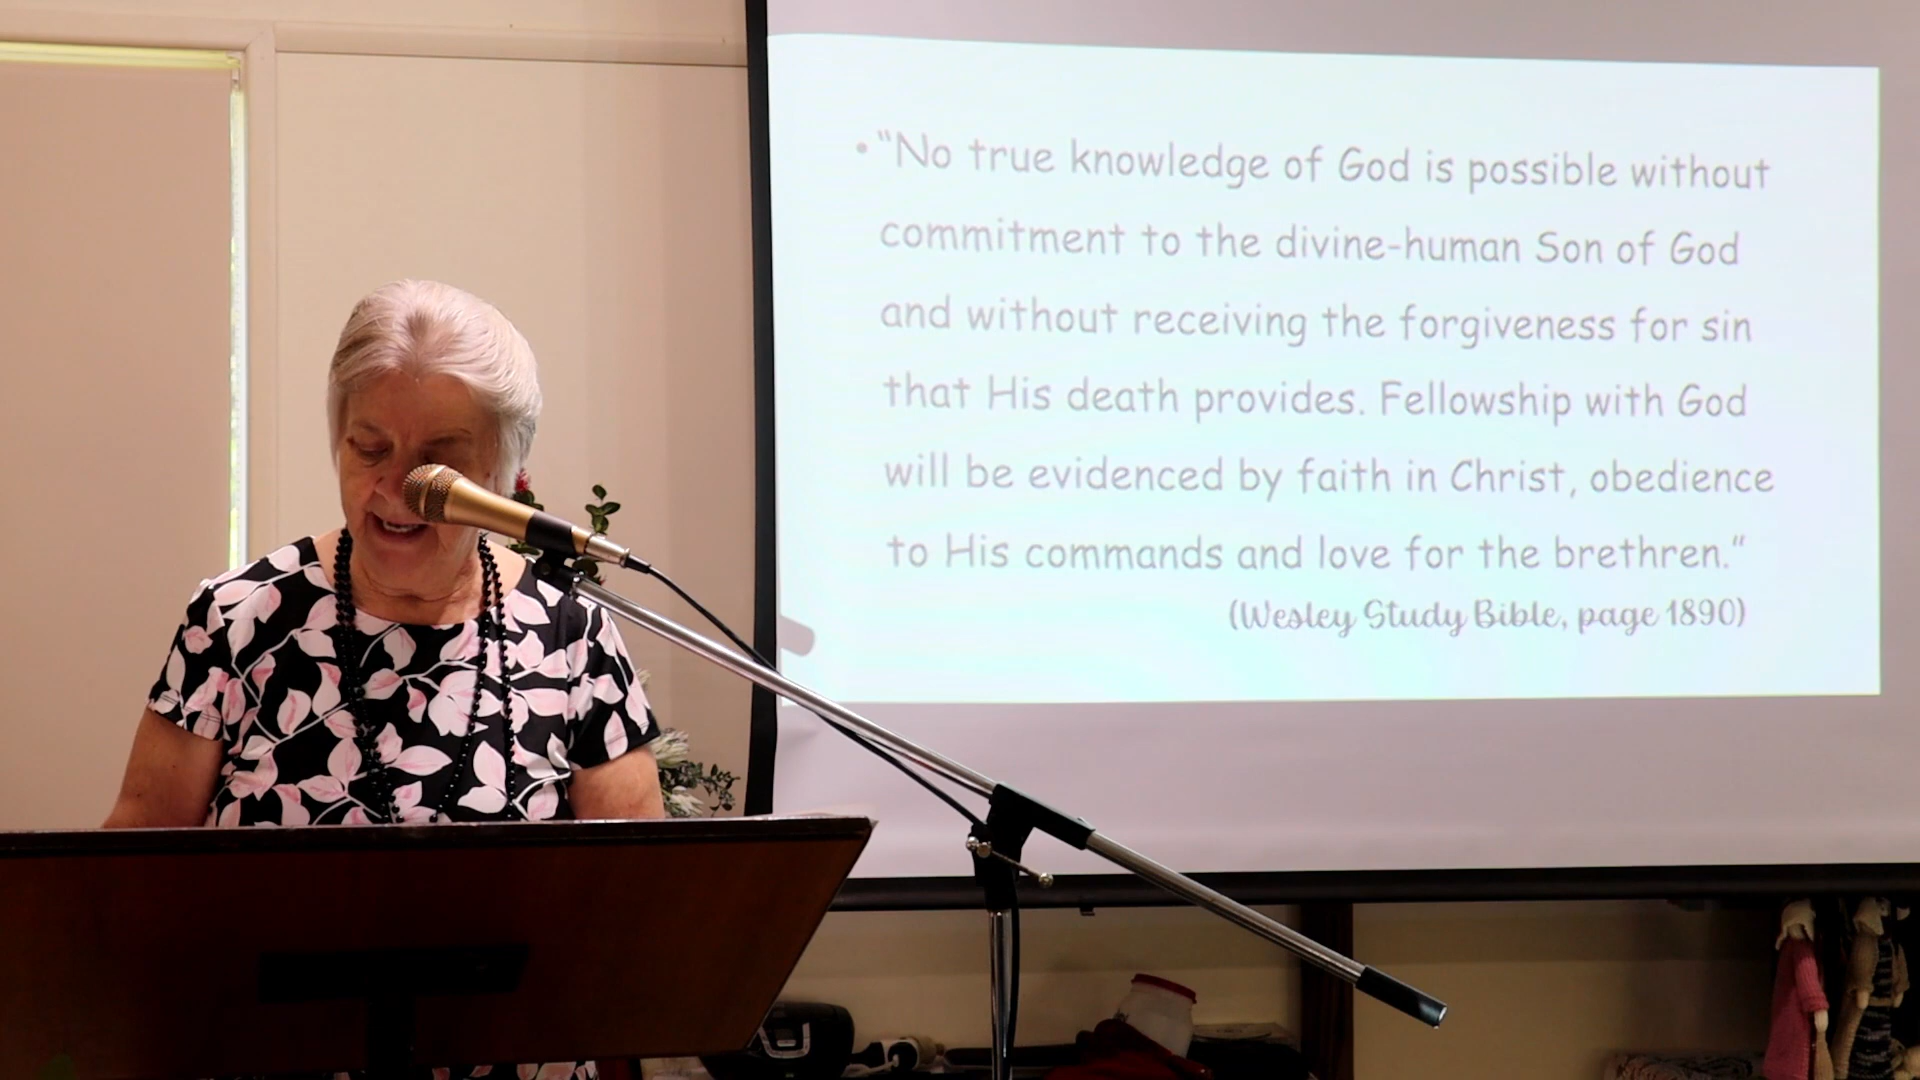 • “No true knowledge of God is possible without
commitment to the divine-human Son of God
and without receiving the forgiveness for sin
that His death provides. Fellowship with God
will be evidenced by faith in Christ, obedience
to His commands and love for the brethren.”
(Wesley Study Bible, page 1890)